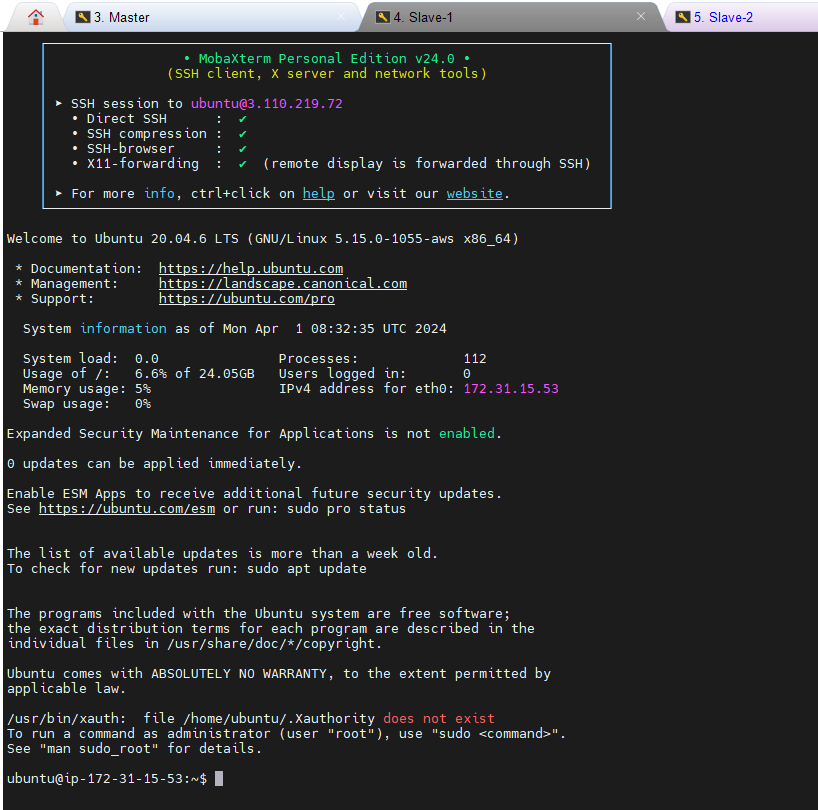 3. Master
4. Slave-1
5. Slave-2
• MobaXterm Personal Edition v24.0 •
(SSH client, X server and network tools)
➤ SSH session to ubuntu@3.110.219.72
• Direct SSH      :  ✔
• SSH compression :  ✔
• SSH-browser     :  ✔
• X11-forwarding  :  ✔  (remote display is forwarded through SSH)
➤ For more info, ctrl+click on help or visit our website.
Welcome to Ubuntu 20.04.6 LTS (GNU/Linux 5.15.0-1055-aws x86_64)
* Documentation:  https://help.ubuntu.com
* Management:     https://landscape.canonical.com
* Support:        https://ubuntu.com/pro
System information as of Mon Apr  1 08:32:35 UTC 2024
System load:  0.0               Processes:             112
Usage of /:   6.6% of 24.05GB   Users logged in:       0
Memory usage: 5%                IPv4 address for eth0: 172.31.15.53
Swap usage:   0%
Expanded Security Maintenance for Applications is not enabled.
0 updates can be applied immediately.
Enable ESM Apps to receive additional future security updates.
See https://ubuntu.com/esm or run: sudo pro status
The list of available updates is more than a week old.
To check for new updates run: sudo apt update
The programs included with the Ubuntu system are free software;
the exact distribution terms for each program are described in the
individual files in /usr/share/doc/*/copyright.
Ubuntu comes with ABSOLUTELY NO WARRANTY, to the extent permitted by
applicable law.
/usr/bin/xauth:  file /home/ubuntu/.Xauthority does not exist
To run a command as administrator (user "root"), use "sudo <command>".
See "man sudo_root" for details.
ubuntu@ip-172-31-15-53:~$